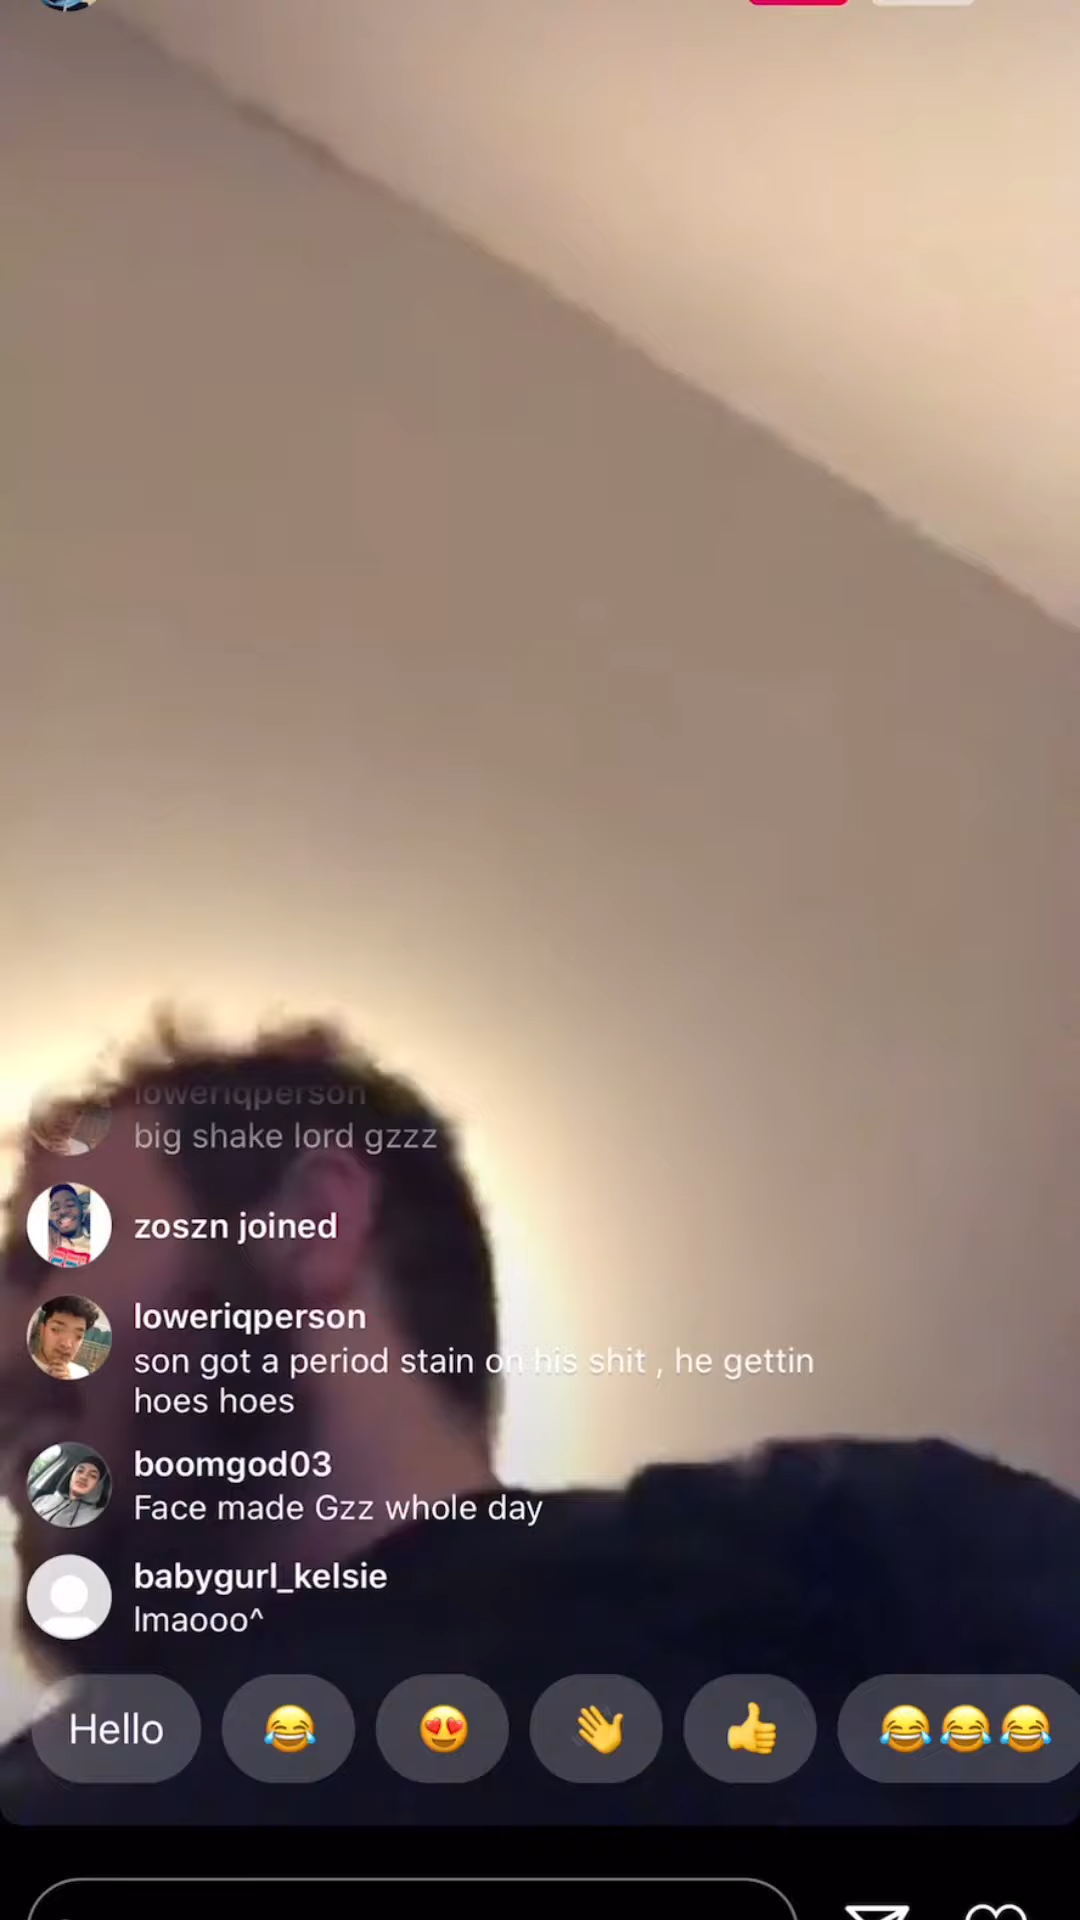 loweriqperson
big shake lord gzzz
zoszn joined
loweriqperson
son got a period stain on his shit , he gettin
hoes hoes
boomgod03
Face made Gzz whole day
babygurl_kelsie
lmaooo^
Hello